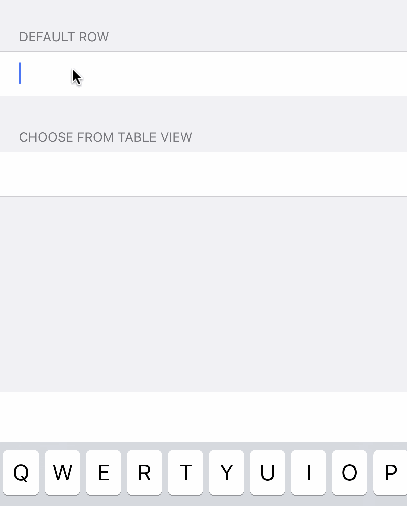 DEFAULT ROW
CHOOSE FROM TABLE VIEW
Q W E R T Y U I O P